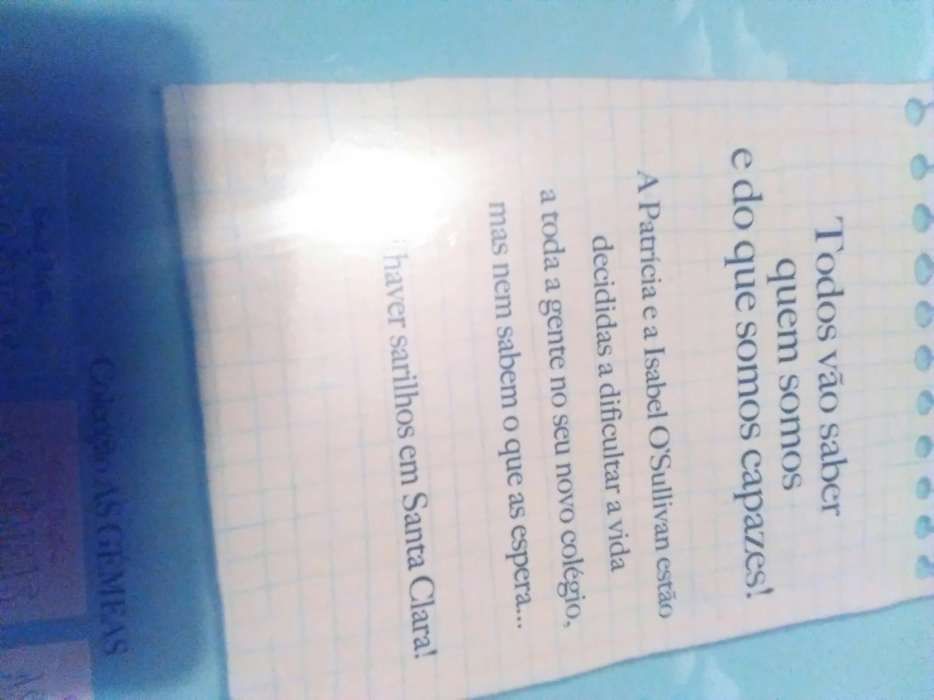 Todos vão saber
quem somos
e do que somos capazes!
A Patrícia e a Isabel O'Sullivan estão
decididas a dificultar a vida
a toda a gente no seu novo colégio,
mas nem sabem o que as espera...
haver sarilhos em Santa Clara!
Colecção AS GÉMEAS